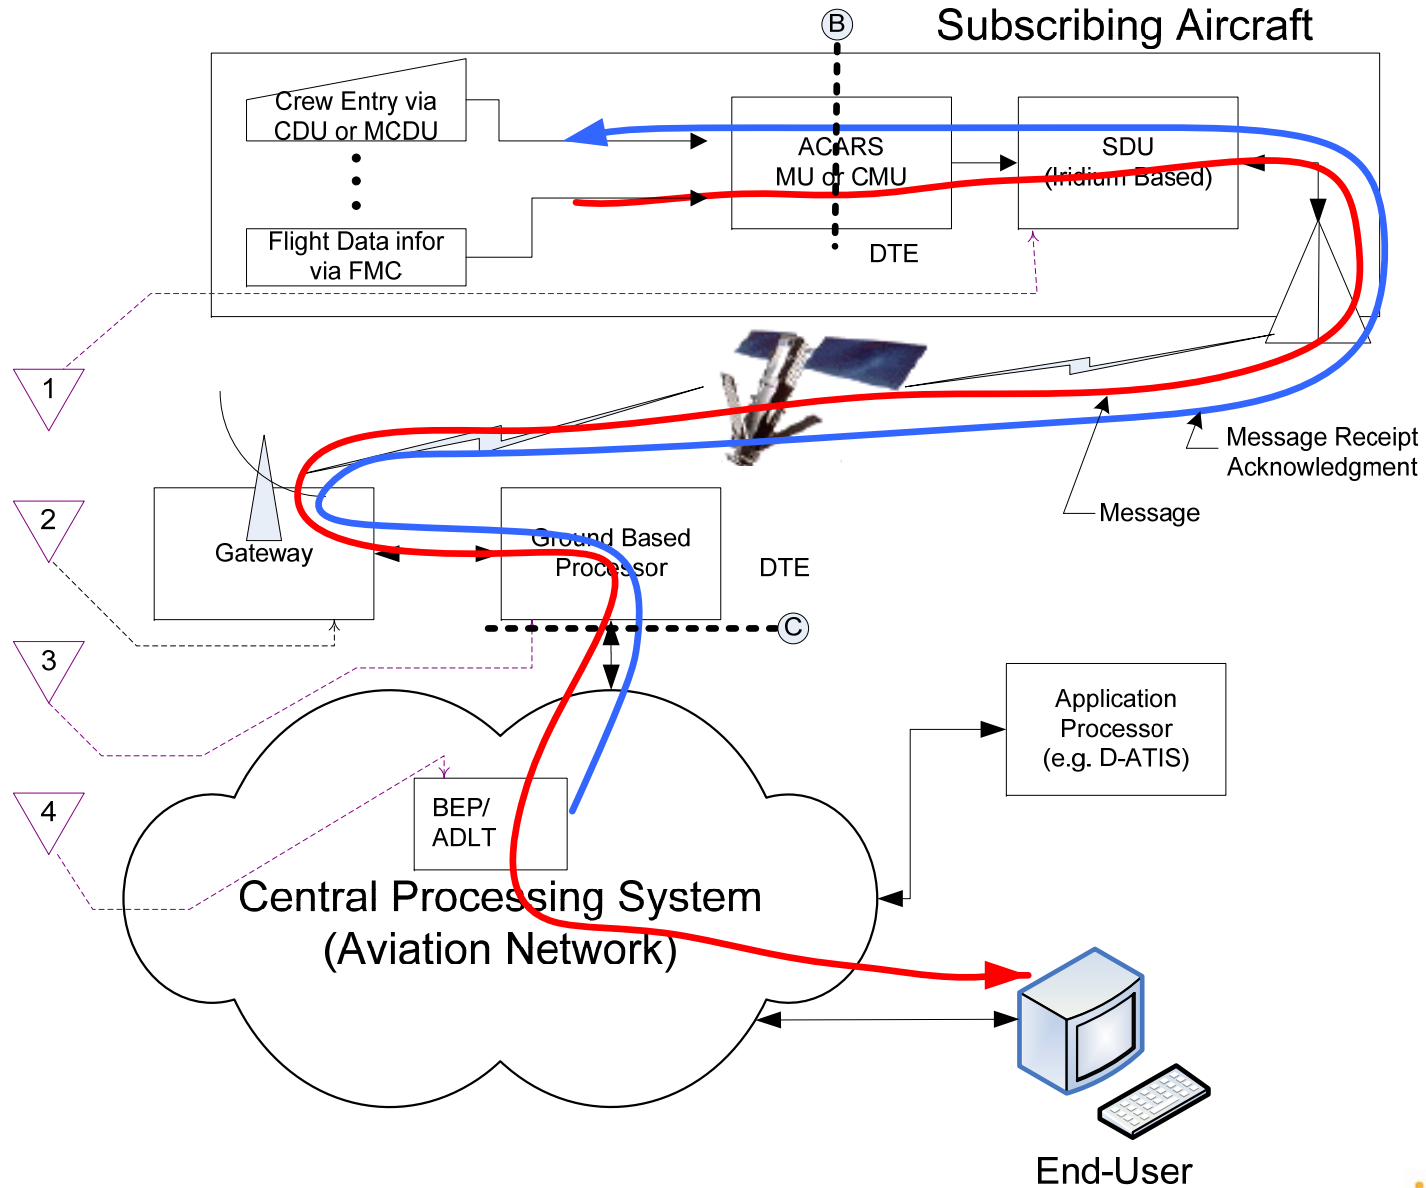 B
Subscribing Aircraft
Crew Entry via
CDU or MCDU
ACARS
MU or CMU
SDU
(Iridium Based)
Flight Data infor
via FMC
DTE
1
Message Receipt
Acknowledgment
Message
2
Gateway
Ground Based
Processor
DTE
C
3
Application
Processor
(e.g. D-ATIS)
4
BEP/
ADLT
Central Processing System
(Aviation Network)
End-User